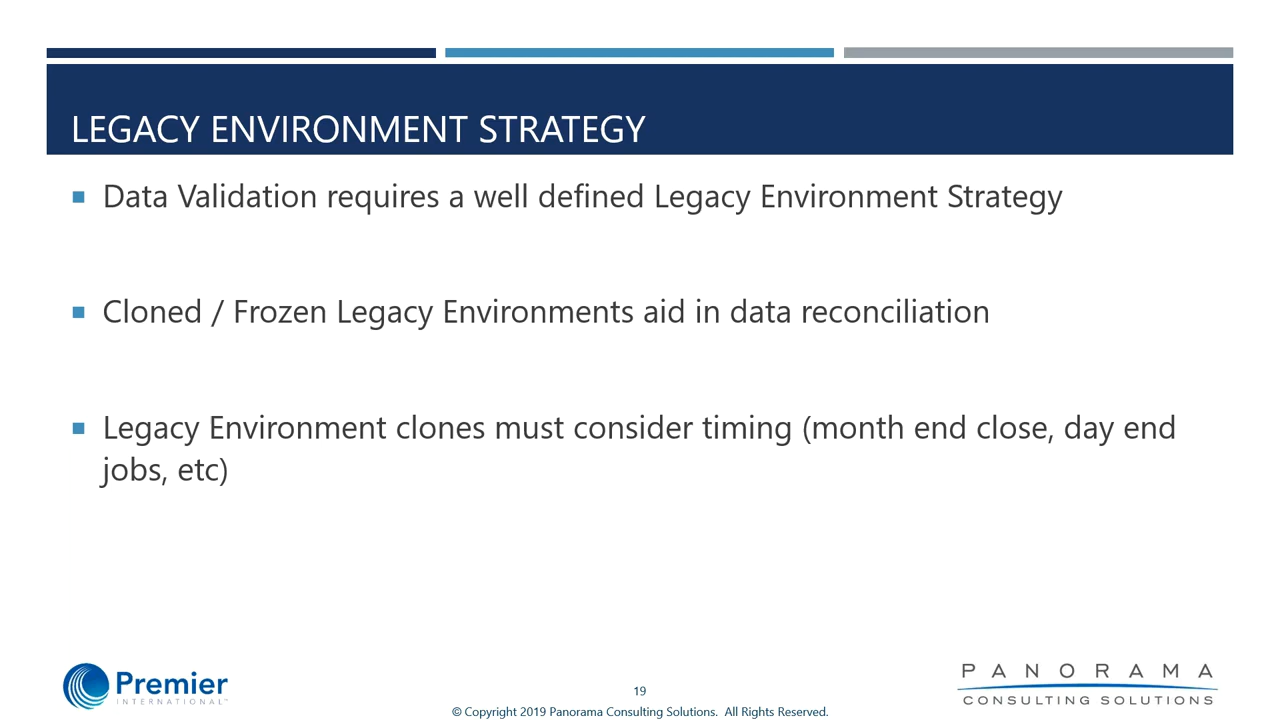 LEGACY ENVIRONMENT STRATEGY
Data Validation requires a well defined Legacy Environment Strategy
Cloned / Frozen Legacy Environments aid in data reconciliation
Legacy Environment clones must consider timing (month end close, day end
jobs, etc)
Premier
INTERNATIONAL™
19
© Copyright 2019 Panorama Consulting Solutions. All Rights Reserved.
PANORAMA
CONSULTING SOLUTIONS